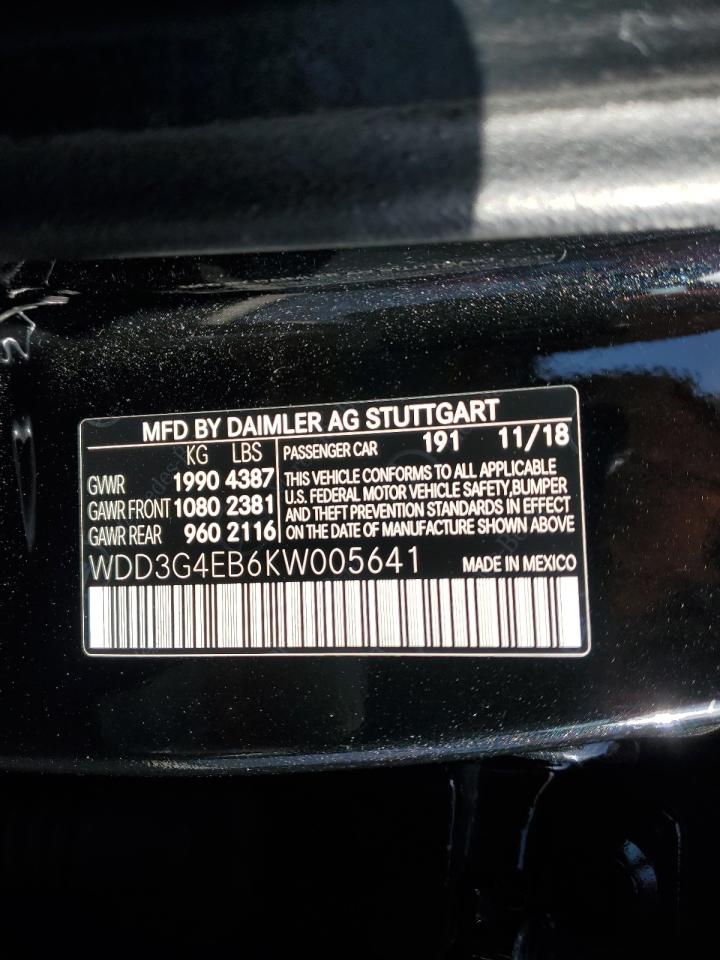 MFD BY DAIMLER AG STUTTGART
KG LBS
GVWR 1990 4387
GAWR FRONT 1080 2381
GAWR REAR 960 2116
PASSENGER CAR 191 11/18
THIS VEHICLE CONFORMS TO ALL APPLICABLE
U.S. FEDERAL MOTOR VEHICLE SAFETY,BUMPER
AND THEFT PREVENTION STANDARDS IN EFFECT
ON THE DATE OF MANUFACTURE SHOWN ABOVE
WDD3G4EB6KW005641 MADE IN MEXICO